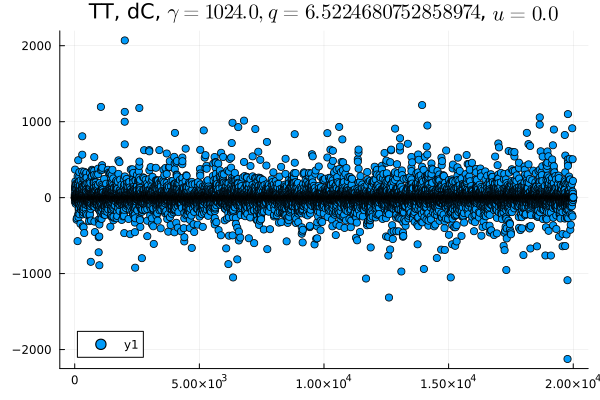 TT, dC, γ = 1024.0, q = 6.5224680752858974, u = 0.0
2000
1000
0
−1000
−2000
y1
0 5.00×10³ 1.00×10⁴ 1.50×10⁴ 2.00×10⁴